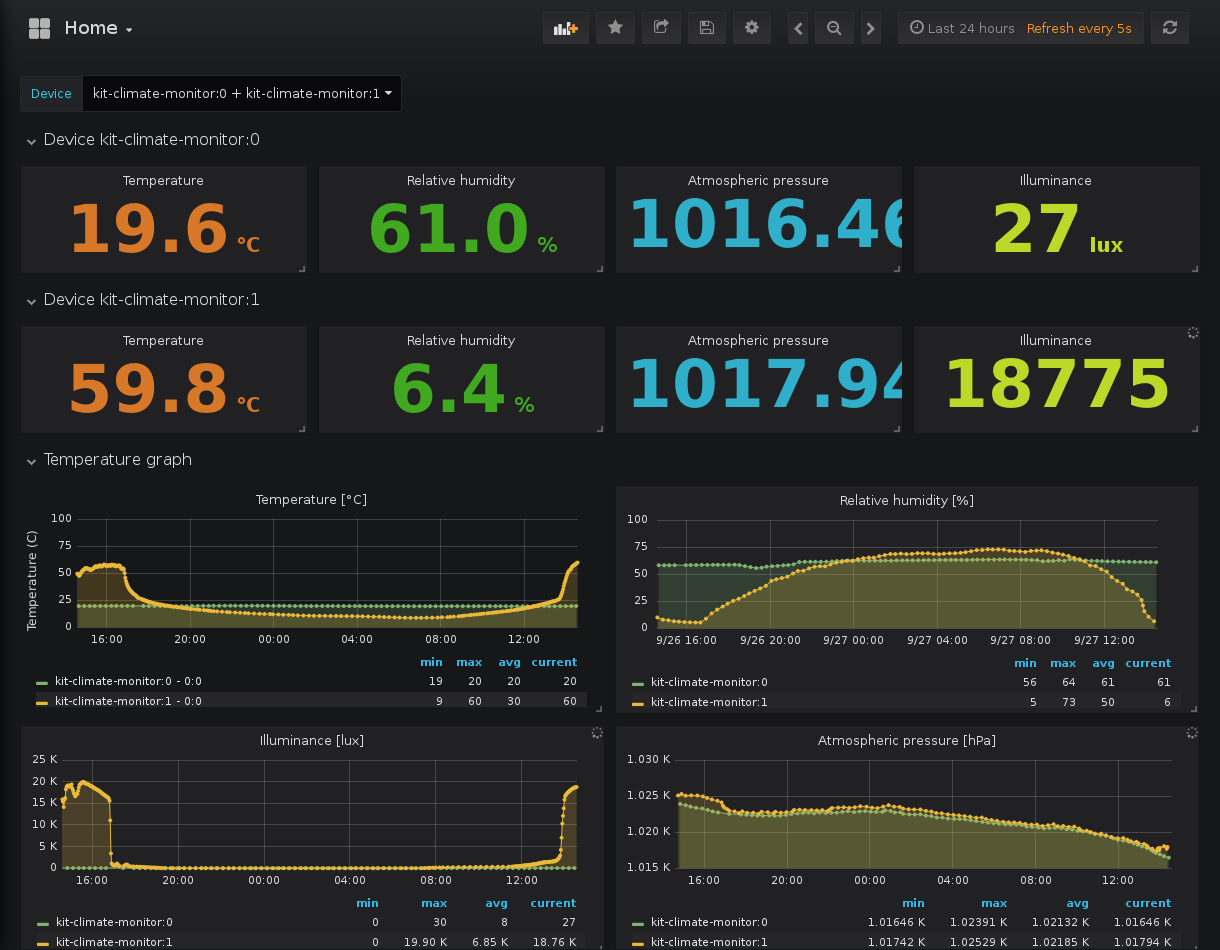 Home
Last 24 hours Refresh every 5s
Device kit-climate-monitor:0 + kit-climate-monitor:1
Device kit-climate-monitor:0
Temperature Relative humidity Atmospheric pressure Illuminance
19.6 °C 61.0 % 1016.46 27 lux
Device kit-climate-monitor:1
Temperature Relative humidity Atmospheric pressure Illuminance
59.8 °C 6.4 % 1017.94 18775
Temperature graph
Temperature [°C]
Temperature (C)
100
75
50
25
0
16:00 20:00 00:00 04:00 08:00 12:00
min max avg current
kit-climate-monitor:0 - 0:0 19 20 20 20
kit-climate-monitor:1 - 0:0 9 60 30 60
Relative humidity [%]
100
75
50
25
0
9/26 16:00 9/26 20:00 9/27 00:00 9/27 04:00 9/27 08:00 9/27 12:00
min max avg current
kit-climate-monitor:0 56 64 61 61
kit-climate-monitor:1 5 73 50 6
Illuminance [lux]
25 K
20 K
15 K
10 K
5 K
0
16:00 20:00 00:00 04:00 08:00 12:00
min max avg current
kit-climate-monitor:0 0 30 8 27
kit-climate-monitor:1 0 19.90 K 6.85 K 18.76 K
Atmospheric pressure [hPa]
1.030 K
1.025 K
1.020 K
1.015 K
16:00 20:00 00:00 04:00 08:00 12:00
min max avg current
kit-climate-monitor:0 1.01646 K 1.02391 K 1.02132 K 1.01646 K
kit-climate-monitor:1 1.01742 K 1.02529 K 1.02185 K 1.01794 K